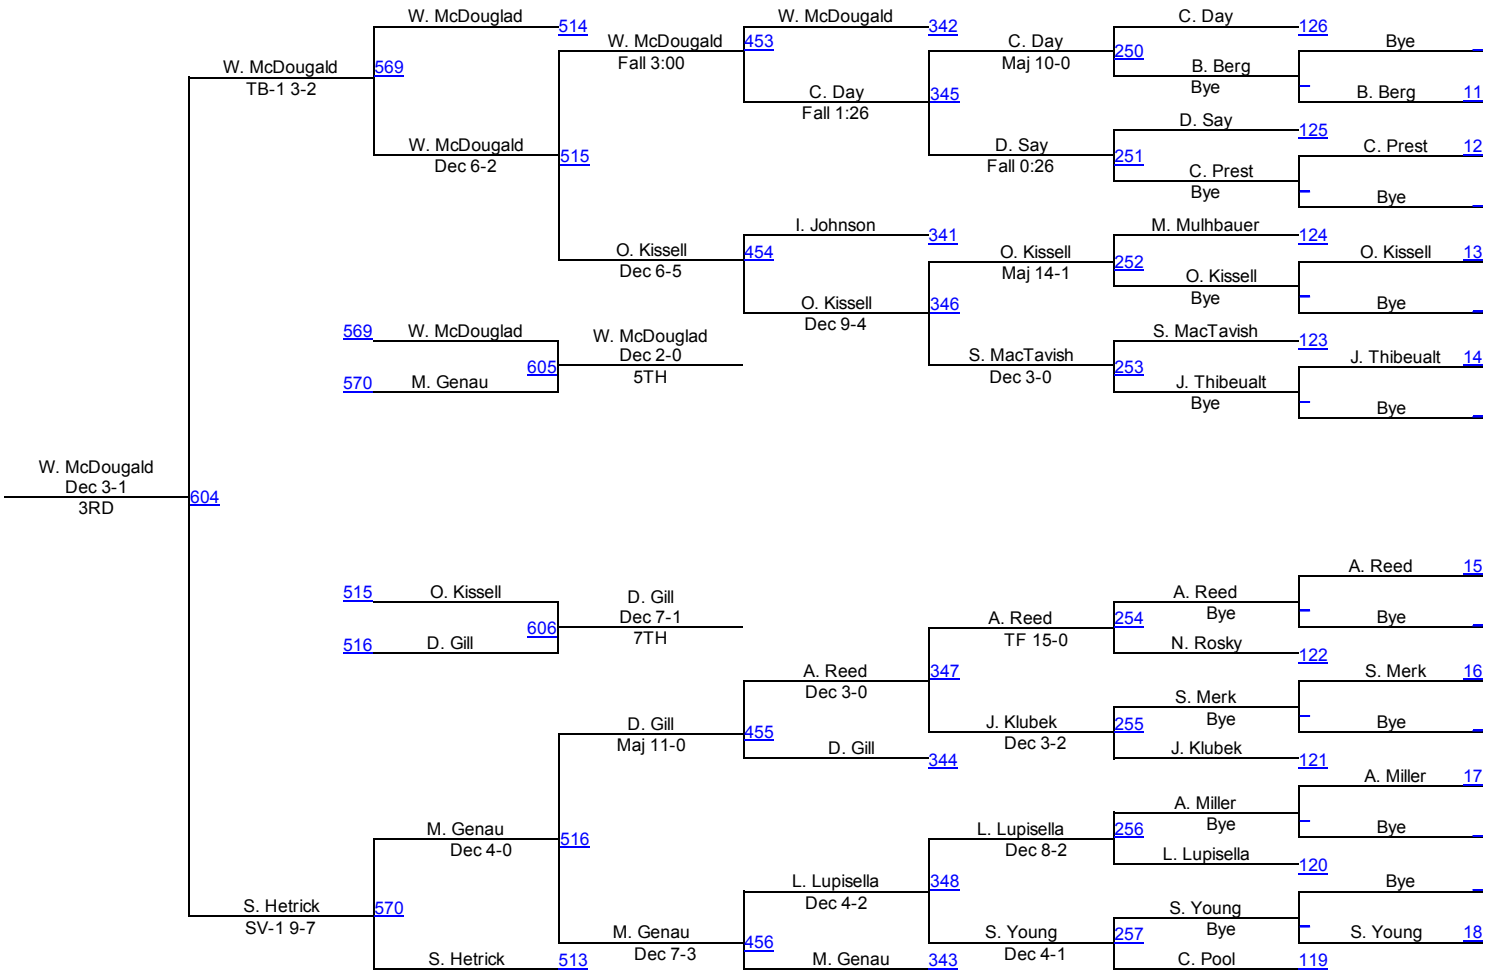 W. McDouglad
514
W. McDougald
342
C. Day
126
W. McDougald
453
Fall 3:00
C. Day
250
Maj 10-0
Bye
W. McDougald
569
TB-1 3-2
B. Berg
Bye
C. Day
345
Fall 1:26
B. Berg
11
D. Say
125
W. McDougald
515
Dec 6-2
D. Say
251
Fall 0:26
C. Prest
12
C. Prest
Bye
Bye
I. Johnson
341
M. Mulhbauer
124
O. Kissell
454
Dec 6-5
O. Kissell
252
Maj 14-1
O. Kissell
13
O. Kissell
Bye
O. Kissell
346
Dec 9-4
Bye
569
W. McDouglad
W. McDouglad
Dec 2-0
5TH
605
S. MacTavish
123
S. MacTavish
253
Dec 3-0
J. Thibeualt
14
570
M. Genau
J. Thibeualt
Bye
Bye
W. McDougald
Dec 3-1
3RD
604
A. Reed
15
515
O. Kissell
D. Gill
Dec 7-1
7TH
606
A. Reed
Bye
A. Reed
254
TF 15-0
Bye
516
D. Gill
N. Rosky
122
A. Reed
347
Dec 3-0
S. Merk
16
S. Merk
Bye
D. Gill
455
Maj 11-0
J. Klubek
255
Dec 3-2
Bye
D. Gill
344
J. Klubek
121
A. Miller
17
A. Miller
Bye
M. Genau
516
Dec 4-0
L. Lupisella
256
Dec 8-2
Bye
L. Lupisella
120
L. Lupisella
348
Dec 4-2
Bye
S. Hetrick
570
SV-1 9-7
S. Young
Bye
M. Genau
456
Dec 7-3
S. Young
257
Dec 4-1
S. Young
18
S. Hetrick
513
M. Genau
343
C. Pool
119